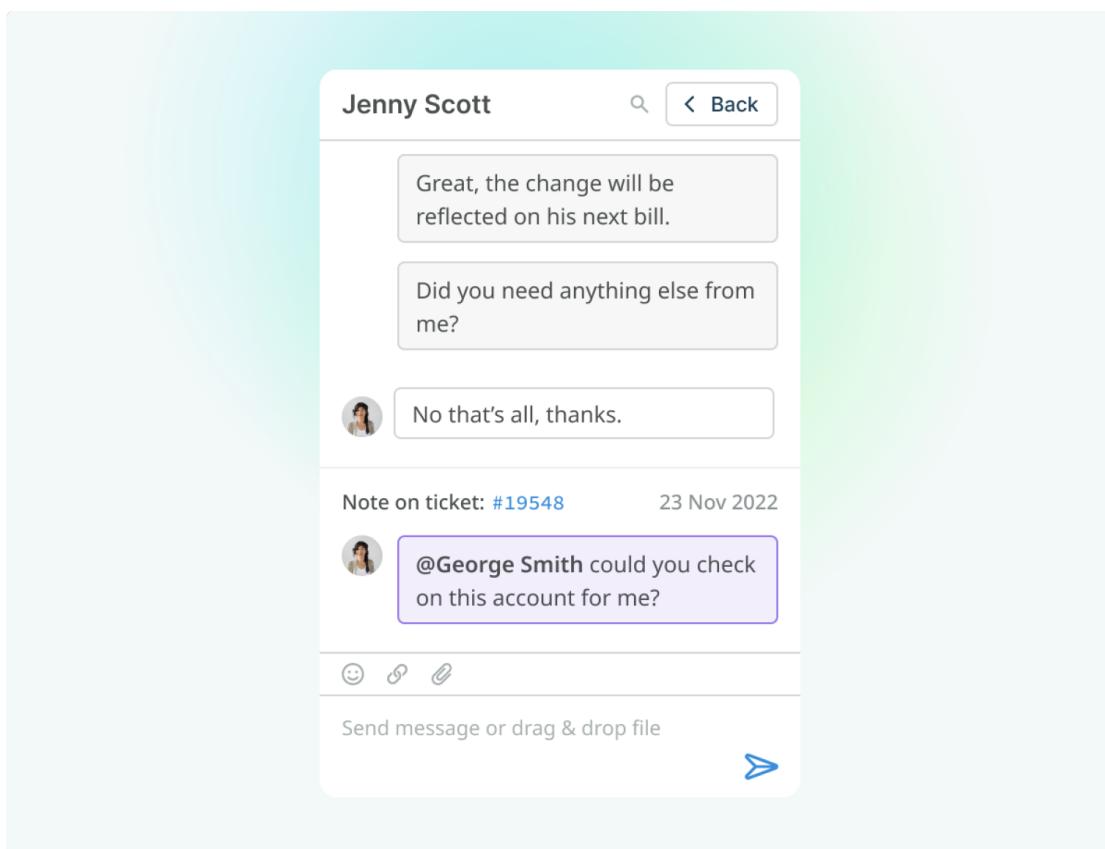 Jenny Scott
Back
Great, the change will be
reflected on his next bill.
Did you need anything else from
me?
No that’s all, thanks.
Note on ticket: #19548 23 Nov 2022
@George Smith could you check
on this account for me?
Send message or drag & drop file